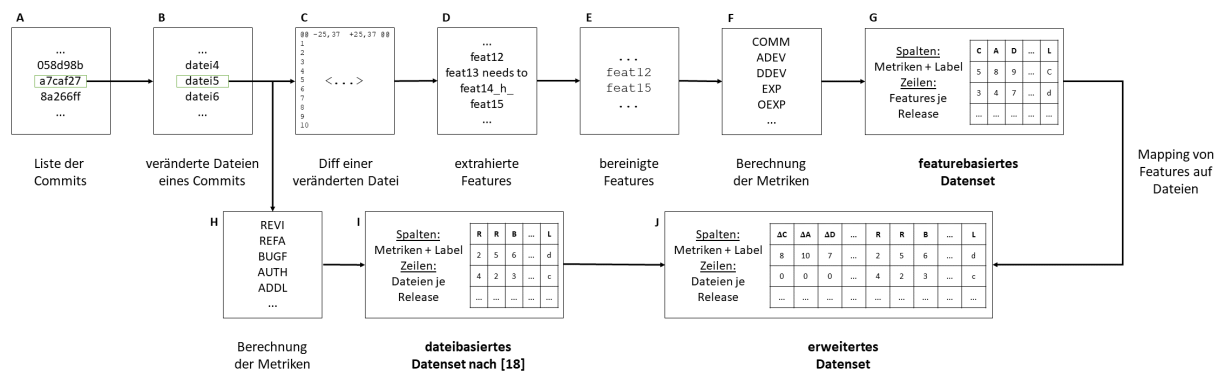 A
...
058d98b
a7caf27
8a266ff
...
Liste der
Commits
B
...
datei4
datei5
datei6
...
veränderte Dateien
eines Commits
C
@@ -25,37 +25,37 @@
1
2
3
4
5
6
7
8
9
10
<...>
Diff einer
veränderten Datei
D
...
feat12
feat13 needs to
feat14_h_
feat15
...
extrahierte
Features
E
...
feat12
feat15
...
bereinigte
Features
F
COMM
ADEV
DDEV
EXP
OEXP
...
Berechnung
der Metriken
G
Spalten:
Metriken + Label
Zeilen:
Features je
Release
C A D ... L
5 8 9 ... C
3 4 7 ... d
... ... ... ... ...
featurebasiertes
Datenset
Mapping von
Features auf
Dateien
H
REVI
REFA
BUGF
AUTH
ADDL
...
Berechnung
der Metriken
I
Spalten:
Metriken + Label
Zeilen:
Dateien je
Release
R R B ... L
2 5 6 ... d
4 2 3 ... c
... ... ... ... ...
dateibasiertes
Datenset nach [18]
J
Spalten:
Metriken + Label
Zeilen:
Dateien je
Release
ΔC ΔA ΔD ... R R B ... L
8 10 7 ... 2 5 6 ... d
0 0 0 ... 4 2 3 ... c
... ... ... ... ... ... ... ... ...
erweitertes
Datenset